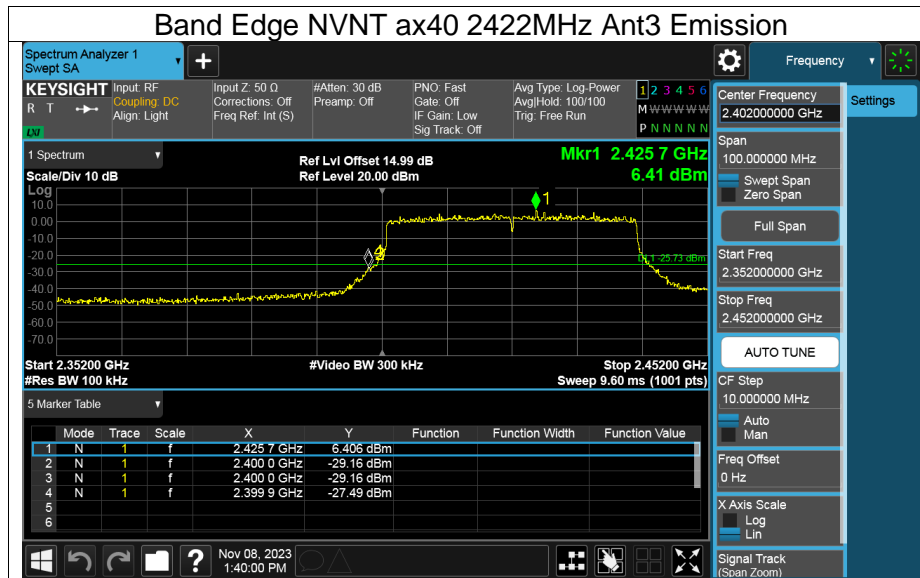 Band Edge NVNT ax40 2422MHz Ant3 Emission
Spectrum Analyzer 1
Swept SA
+
Frequency
KEYSIGHT
R T
LXI
Input: RF
Coupling: DC
Align: Light
Input Z: 50 Ω
Corrections: Off
Freq Ref: Int (S)
#Atten: 30 dB
Preamp: Off
PNO: Fast
Gate: Off
IF Gain: Low
Sig Track: Off
Avg Type: Log-Power
Avg|Hold: 100/100
Trig: Free Run
1 2 3 4 5 6
M W W W W W
P N N N N N
1 Spectrum
Scale/Div 10 dB
Ref Lvl Offset 14.99 dB
Ref Level 20.00 dBm
Mkr1 2.425 7 GHz
6.41 dBm
Log
10.0
0.00
-10.0
-20.0
-30.0
-40.0
-50.0
-60.0
-70.0
1
DL1 -25.73 dBm
Start 2.35200 GHz
#Video BW 300 kHz
Stop 2.45200 GHz
#Res BW 100 kHz
Sweep 9.60 ms (1001 pts)
5 Marker Table
Mode Trace Scale X Y Function Function Width Function Value
1 N 1 f 2.425 7 GHz 6.406 dBm
2 N 1 f 2.400 0 GHz -29.16 dBm
3 N 1 f 2.400 0 GHz -29.16 dBm
4 N 1 f 2.399 9 GHz -27.49 dBm
5
6
?
Nov 08, 2023
1:40:00 PM
Center Frequency
2.402000000 GHz
Settings
Span
100.000000 MHz
Swept Span
Zero Span
Full Span
Start Freq
2.352000000 GHz
Stop Freq
2.452000000 GHz
AUTO TUNE
CF Step
10.000000 MHz
Auto
Man
Freq Offset
0 Hz
X Axis Scale
Log
Lin
Signal Track
(Span Zoom)